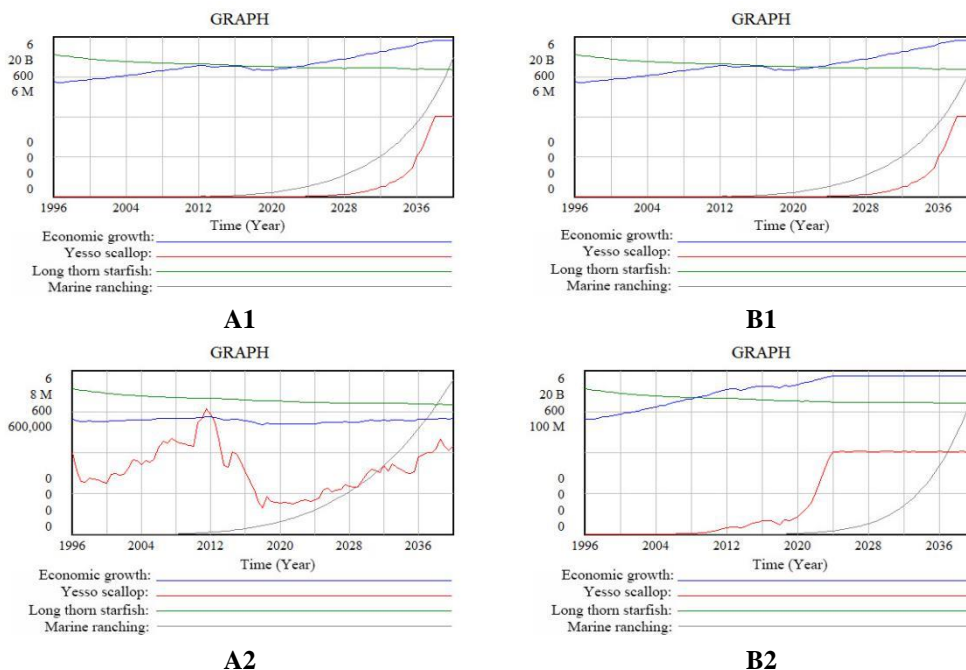 GRAPH
6
20 B
600
6 M
0
0
0
0
1996 2004 2012 2020 2028 2036
Time (Year)
Economic growth:
Yesso scallop:
Long thorn starfish:
Marine ranching:
A1
GRAPH
6
20 B
600
6 M
0
0
0
0
1996 2004 2012 2020 2028 2036
Time (Year)
Economic growth:
Yesso scallop:
Long thorn starfish:
Marine ranching:
B1
GRAPH
6
8 M
600
600,000
0
0
0
0
1996 2004 2012 2020 2028 2036
Time (Year)
Economic growth:
Yesso scallop:
Long thorn starfish:
Marine ranching:
A2
GRAPH
6
20 B
600
100 M
0
0
0
0
1996 2004 2012 2020 2028 2036
Time (Year)
Economic growth:
Yesso scallop:
Long thorn starfish:
Marine ranching:
B2